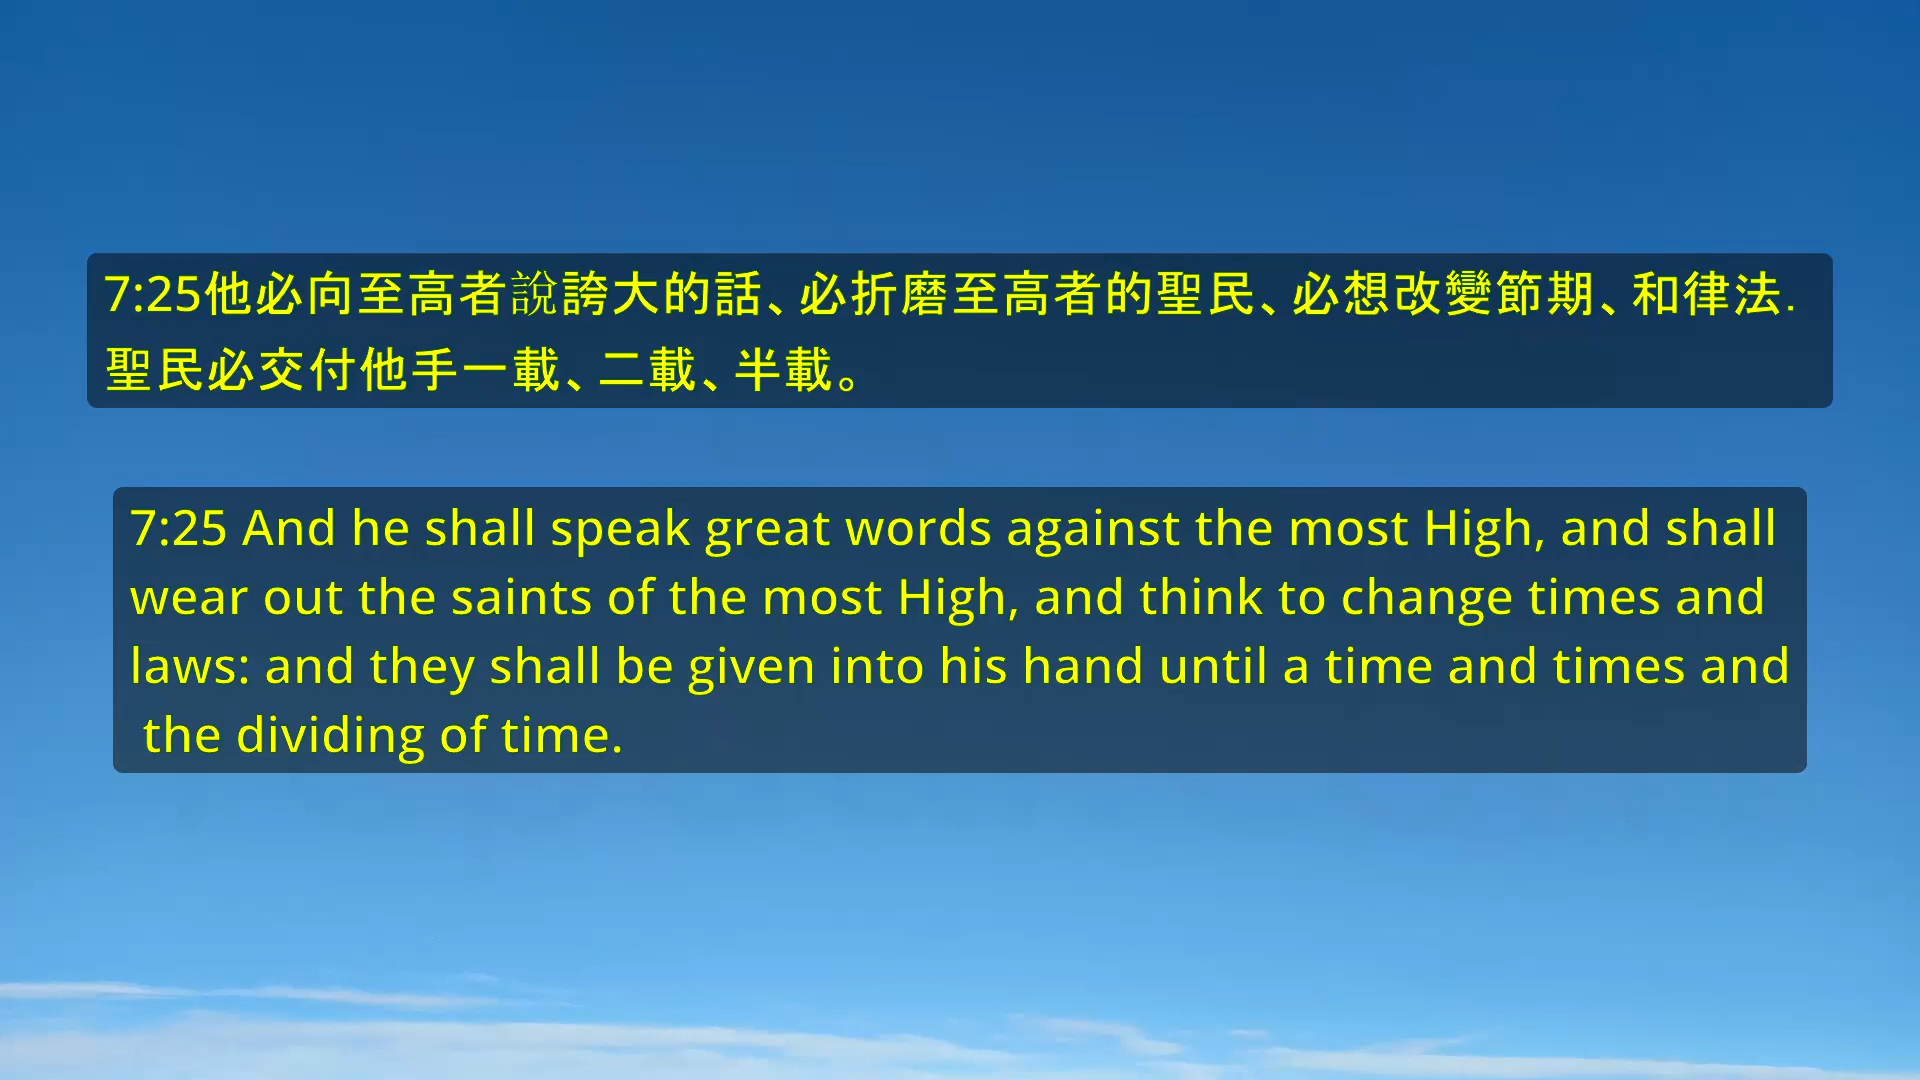 7:25他必向至高者說誇大的話、必折磨至高者的聖民、必想改變節期、和律法.
聖民必交付他手一載、二載、半載。
7:25 And he shall speak great words against the most High, and shall
wear out the saints of the most High, and think to change times and
laws: and they shall be given into his hand until a time and times and
the dividing of time.